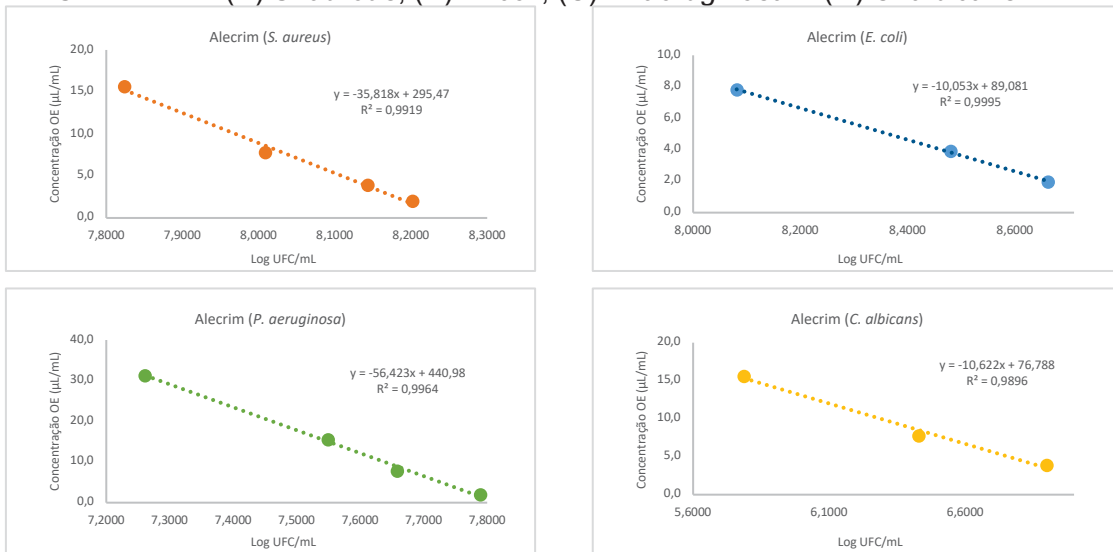 (A) S. aureus, (B) E. coli, (C) P. aeruginosa e (D) C. albicans
Alecrim (S. aureus)
Concentração OE (µL/mL)
20,0
15,0
10,0
5,0
0,0
y = -35,818x + 295,47
R² = 0,9919
7,8000 7,9000 8,0000 8,1000 8,2000 8,3000
Log UFC/mL
Alecrim (E. coli)
Concentração OE (µL/mL)
10,0
8,0
6,0
4,0
2,0
0,0
y = -10,053x + 89,081
R² = 0,9995
8,0000 8,2000 8,4000 8,6000
Log UFC/mL
Alecrim (P. aeruginosa)
Concentração OE (µL/mL)
40,0
30,0
20,0
10,0
0,0
y = -56,423x + 440,98
R² = 0,9964
7,2000 7,3000 7,4000 7,5000 7,6000 7,7000 7,8000
Log UFC/mL
Alecrim (C. albicans)
Concentração OE (µL/mL)
20,0
15,0
10,0
5,0
0,0
y = -10,622x + 76,788
R² = 0,9896
5,6000 6,1000 6,6000
Log UFC/mL